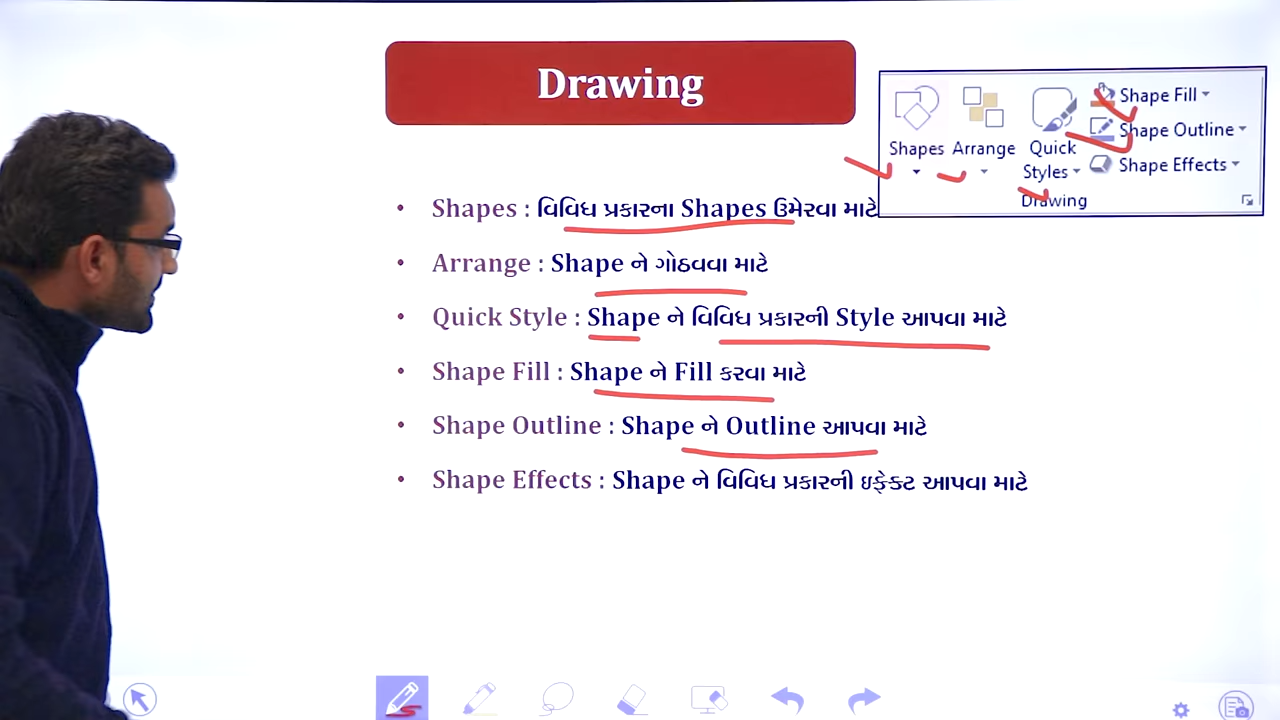 Drawing
Shapes
Arrange
Quick
Styles
Shape Fill
Shape Outline
Shape Effects
Drawing
• Shapes : વિવિધ પ્રકારના Shapes ઉમેરવા માટે
• Arrange : Shape ને ગોઠવવા માટે
• Quick Style : Shape ને વિવિધ પ્રકારની Style આપવા માટે
• Shape Fill : Shape ને Fill કરવા માટે
• Shape Outline : Shape ને Outline આપવા માટે
• Shape Effects : Shape ને વિવિધ પ્રકારની ઇફેક્ટ આપવા માટે